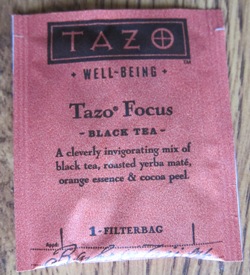 TAZO
™
+ WELL-BEING +
Tazo® Focus
- BLACK TEA -
A cleverly invigorating mix of
black tea, roasted yerba maté,
orange essence & cocoa peel.
1-FILTERBAG